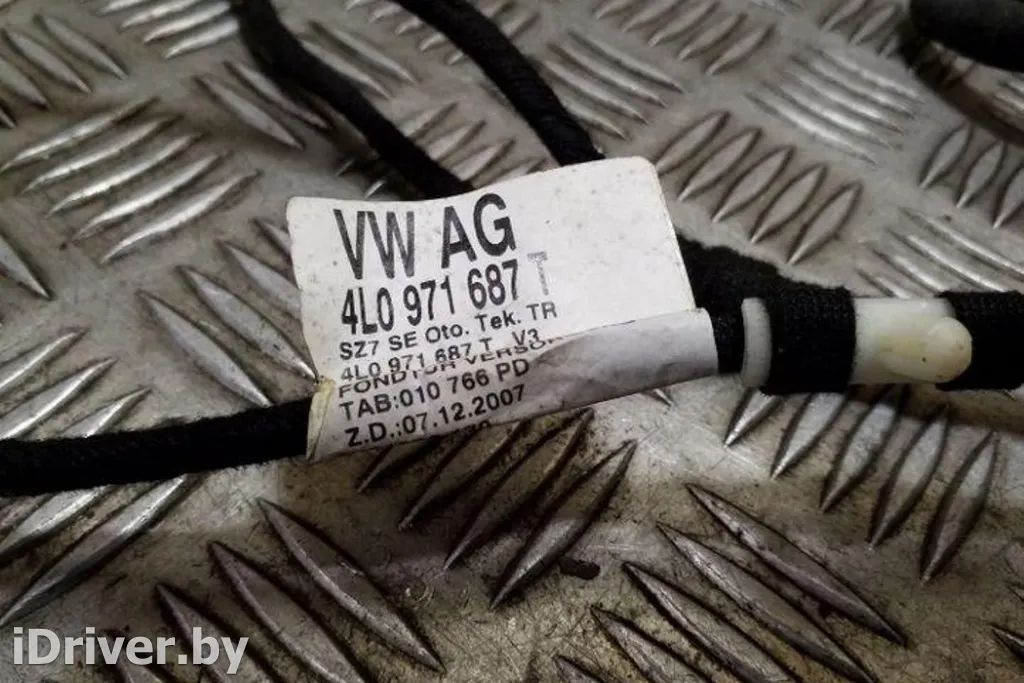 VW AG
4L0 971 687 T
SZ7 SE Oto. Tek. TR
4L0 971 687 T V3
TAB:010 766 PD
Z.D.:07.12.2007
iDriver.by